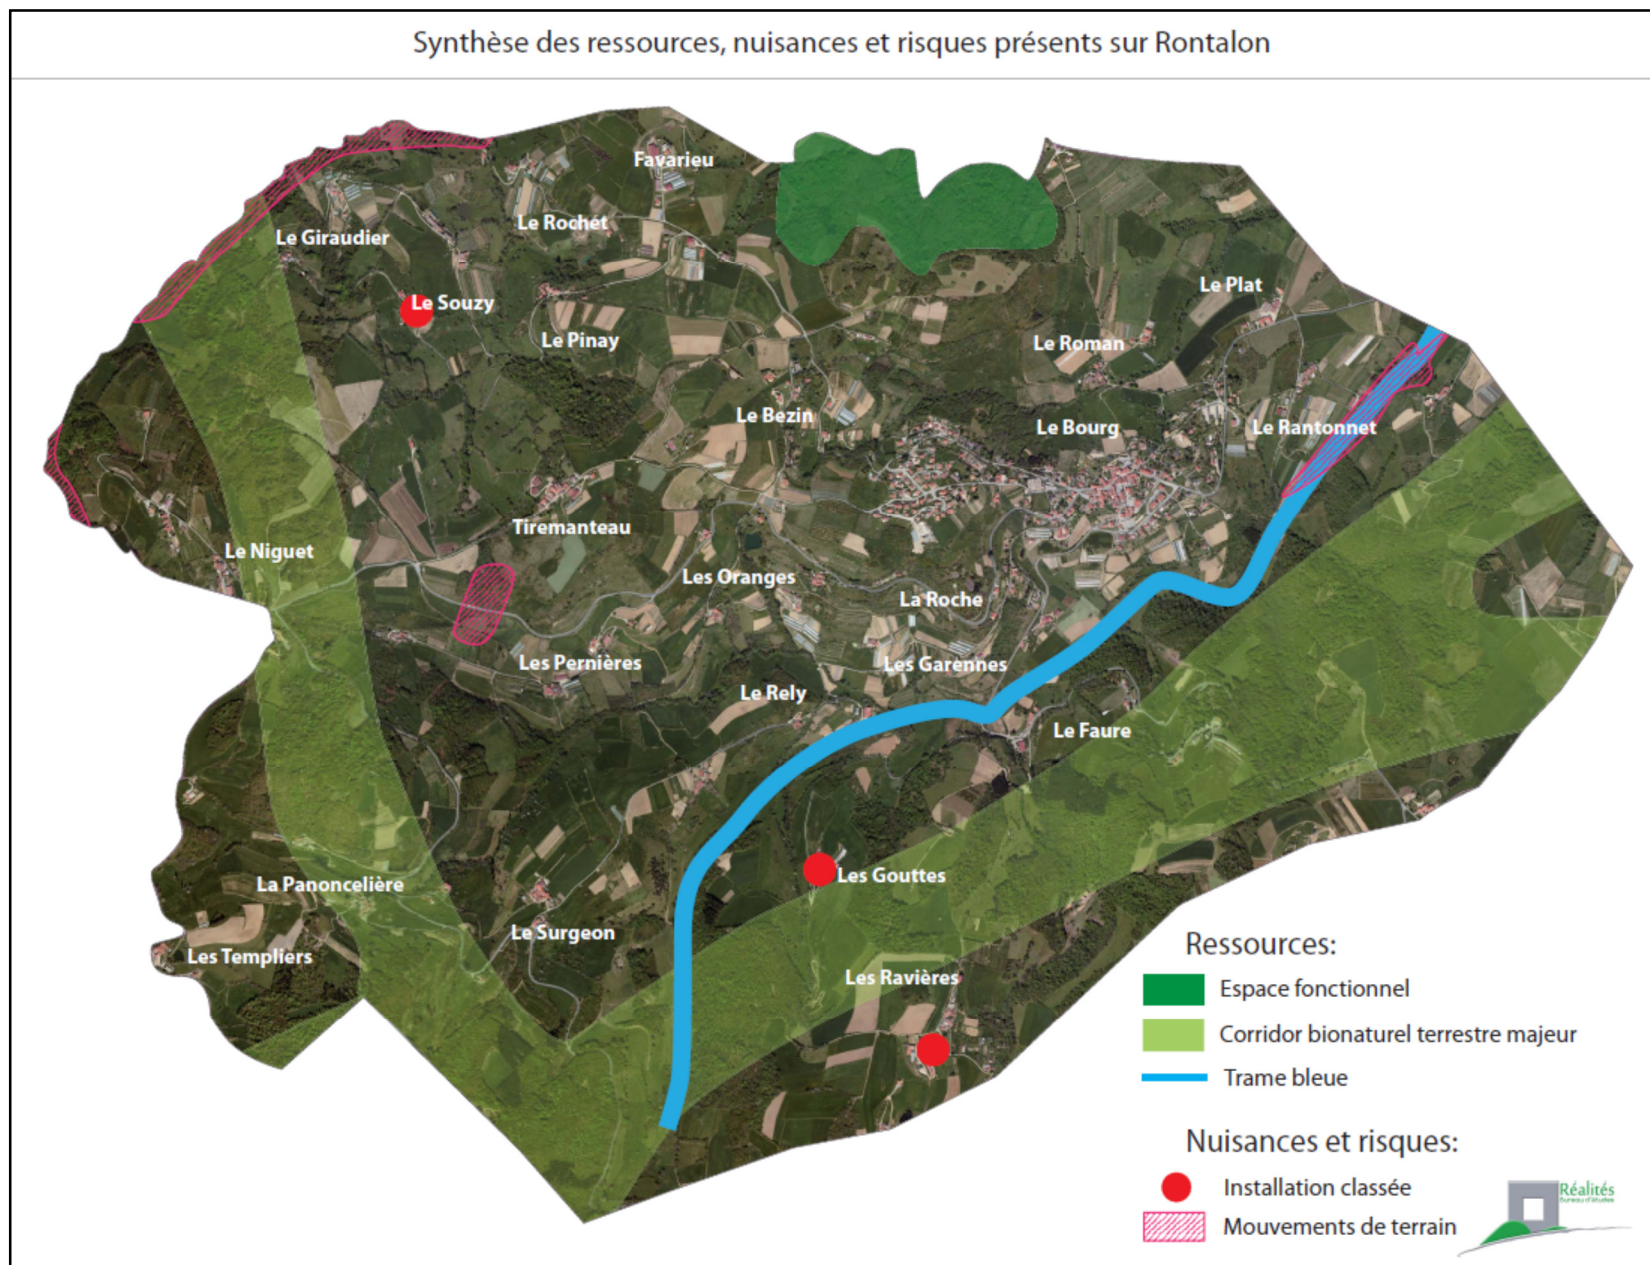 Synthèse des ressources, nuisances et risques présents sur Rontalon
Favarieu
Le Rochét
Le Giraudier
Le Souzy
Le Plat
Le Pinay
Le Roman
Le Bezin
Le Bourg
Le Rantonnet
Tiremanteau
Le Niguet
Les Oranges
La Roche
Les Pernières
Les Garennes
Le Rely
Le Faure
Les Gouttes
La Panoncelière
Le Surgeon
Les Templiers
Les Ravières
Ressources:
Espace fonctionnel
Corridor bionaturel terrestre majeur
Trame bleue
Nuisances et risques:
Installation classée
Mouvements de terrain
Réalités
Bureau d'études